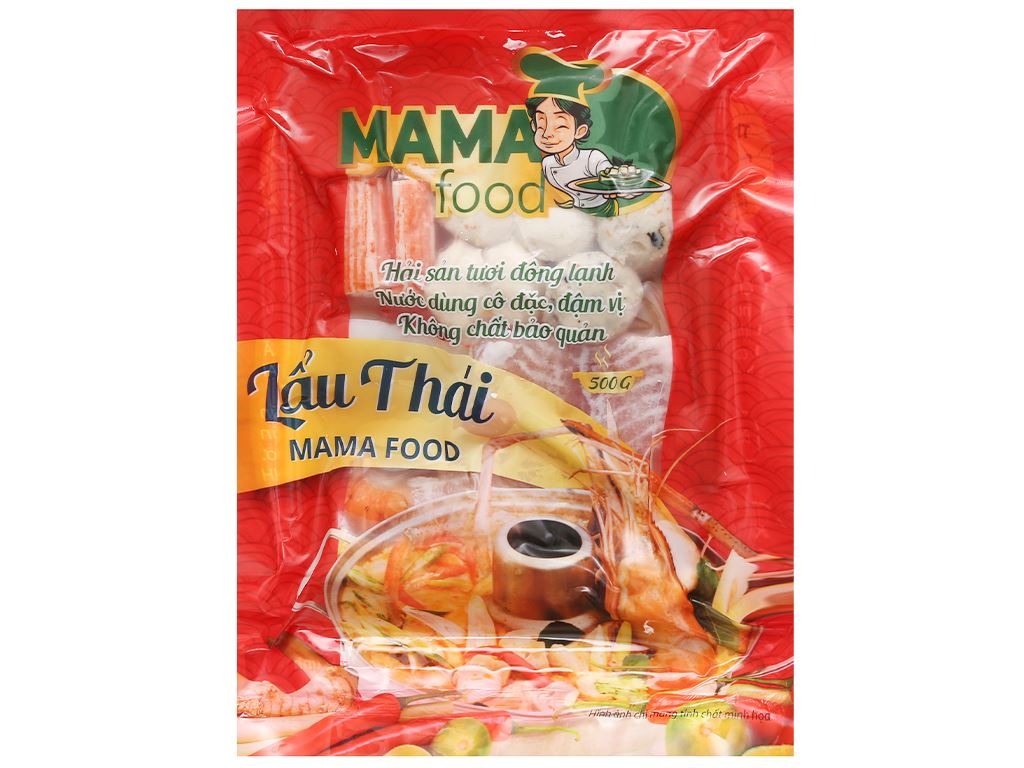 MAMA
food
Hải sản tươi đông lạnh
Nước dùng cô đặc, đậm vị
Không chất bảo quản
500G
Lẩu Thái
MAMA FOOD
Hình ảnh chỉ mang tính chất minh họa